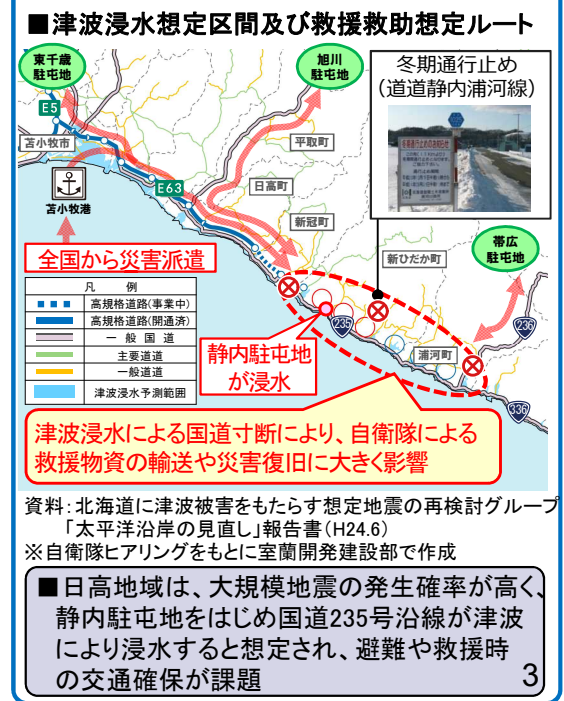 ■津波浸水想定区間及び救援救助想定ルート
東千歳
駐屯地
旭川
駐屯地
冬期通行止め
（道道静内浦河線）
E5
苫小牧市
平取町
E63
日高町
苫小牧港
新冠町
帯広
駐屯地
全国から災害派遣
新ひだか町
凡　例
高規格道路(事業中)
高規格道路(開通済)
一 般 国 道
主要道道
一般道道
津波浸水予測範囲
235
236
静内駐屯地
が浸水
浦河町
336
津波浸水による国道寸断により、自衛隊による
救援物資の輸送や災害復旧に大きく影響
資料：北海道に津波被害をもたらす想定地震の再検討グループ
「太平洋沿岸の見直し」報告書（H24.6）
※自衛隊ヒアリングをもとに室蘭開発建設部で作成
■日高地域は、大規模地震の発生確率が高く、
静内駐屯地をはじめ国道235号沿線が津波
により浸水すると想定され、避難や救援時
の交通確保が課題
3